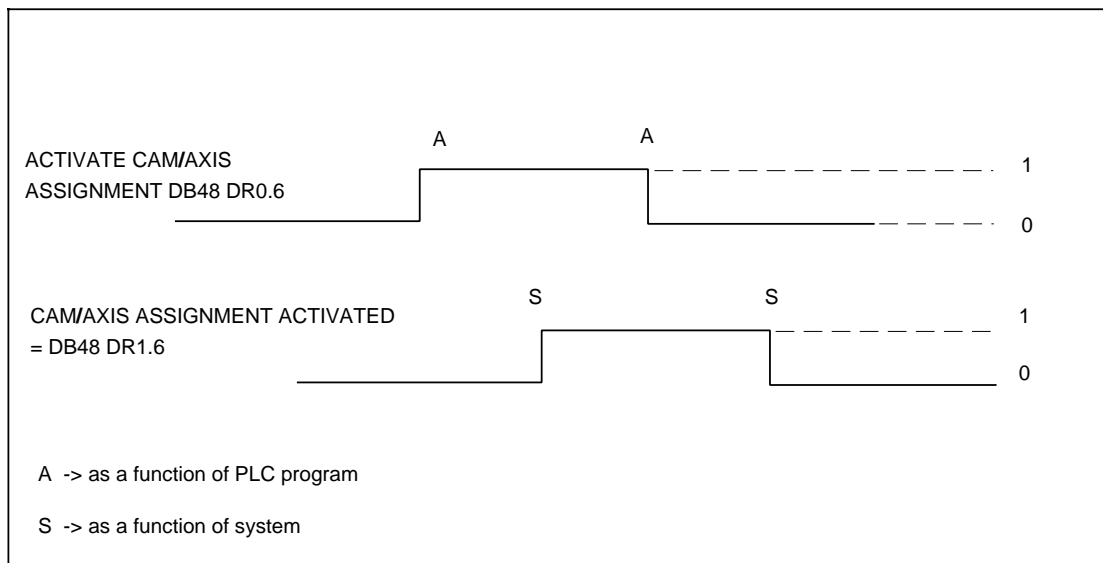 A A
ACTIVATE CAM/AXIS 1
ASSIGNMENT DB48 DR0.6
0
S S
CAM/AXIS ASSIGNMENT ACTIVATED 1
= DB48 DR1.6
0
A -> as a function of PLC program
S -> as a function of system